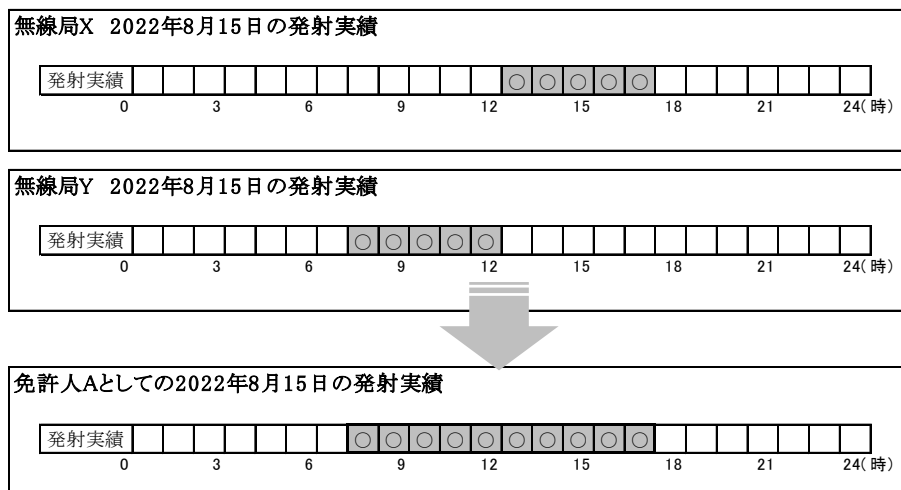 無線局X 2022年8月15日の発射実績
発射実績 ○ ○ ○ ○ ○
0 3 6 9 12 15 18 21 24(時)
無線局Y 2022年8月15日の発射実績
発射実績 ○ ○ ○ ○ ○
0 3 6 9 12 15 18 21 24(時)
免許人Aとしての2022年8月15日の発射実績
発射実績 ○ ○ ○ ○ ○ ○ ○ ○ ○ ○
0 3 6 9 12 15 18 21 24(時)